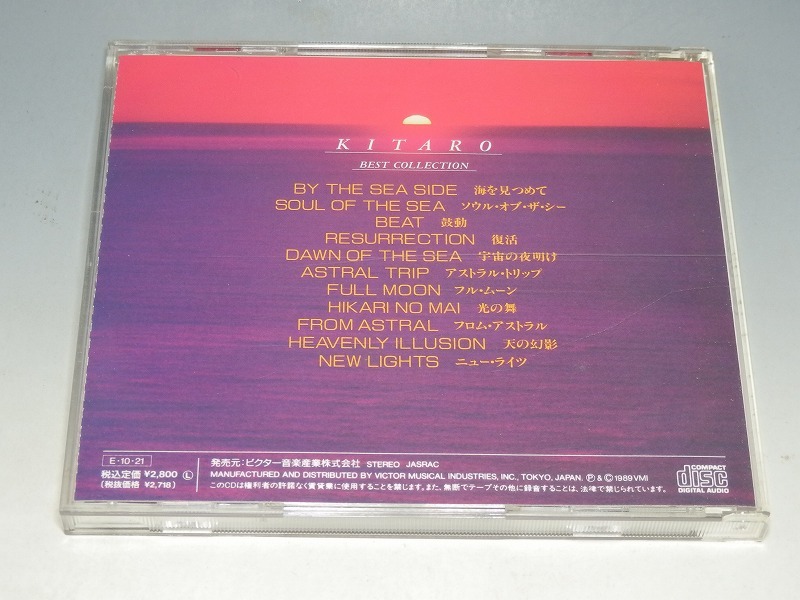 KITARO
BEST COLLECTION
BY THE SEA SIDE 海を見つめて
SOUL OF THE SEA ソウル・オブ・ザ・シー
BEAT 鼓動
RESURRECTION 復活
DAWN OF THE SEA 宇宙の夜明け
ASTRAL TRIP アストラル・トリップ
FULL MOON フル・ムーン
HIKARI NO MAI 光の舞
FROM ASTRAL フロム・アストラル
HEAVENLY ILLUSION 天の幻影
NEW LIGHTS ニュー・ライツ
E・10・21
税込定価 ¥2,800 Ⓛ
(税抜価格 ¥2,718)
発売元:ビクター音楽産業株式会社 STEREO JASRAC
MANUFACTURED AND DISTRIBUTED BY VICTOR MUSICAL INDUSTRIES, INC., TOKYO, JAPAN. Ⓟ & © 1989 VMI
このCDは権利者の許諾なく賃貸業に使用することを禁じます。また、無断でテープその他に録音することは、法律で禁じられています。
COMPACT
disc
DIGITAL AUDIO